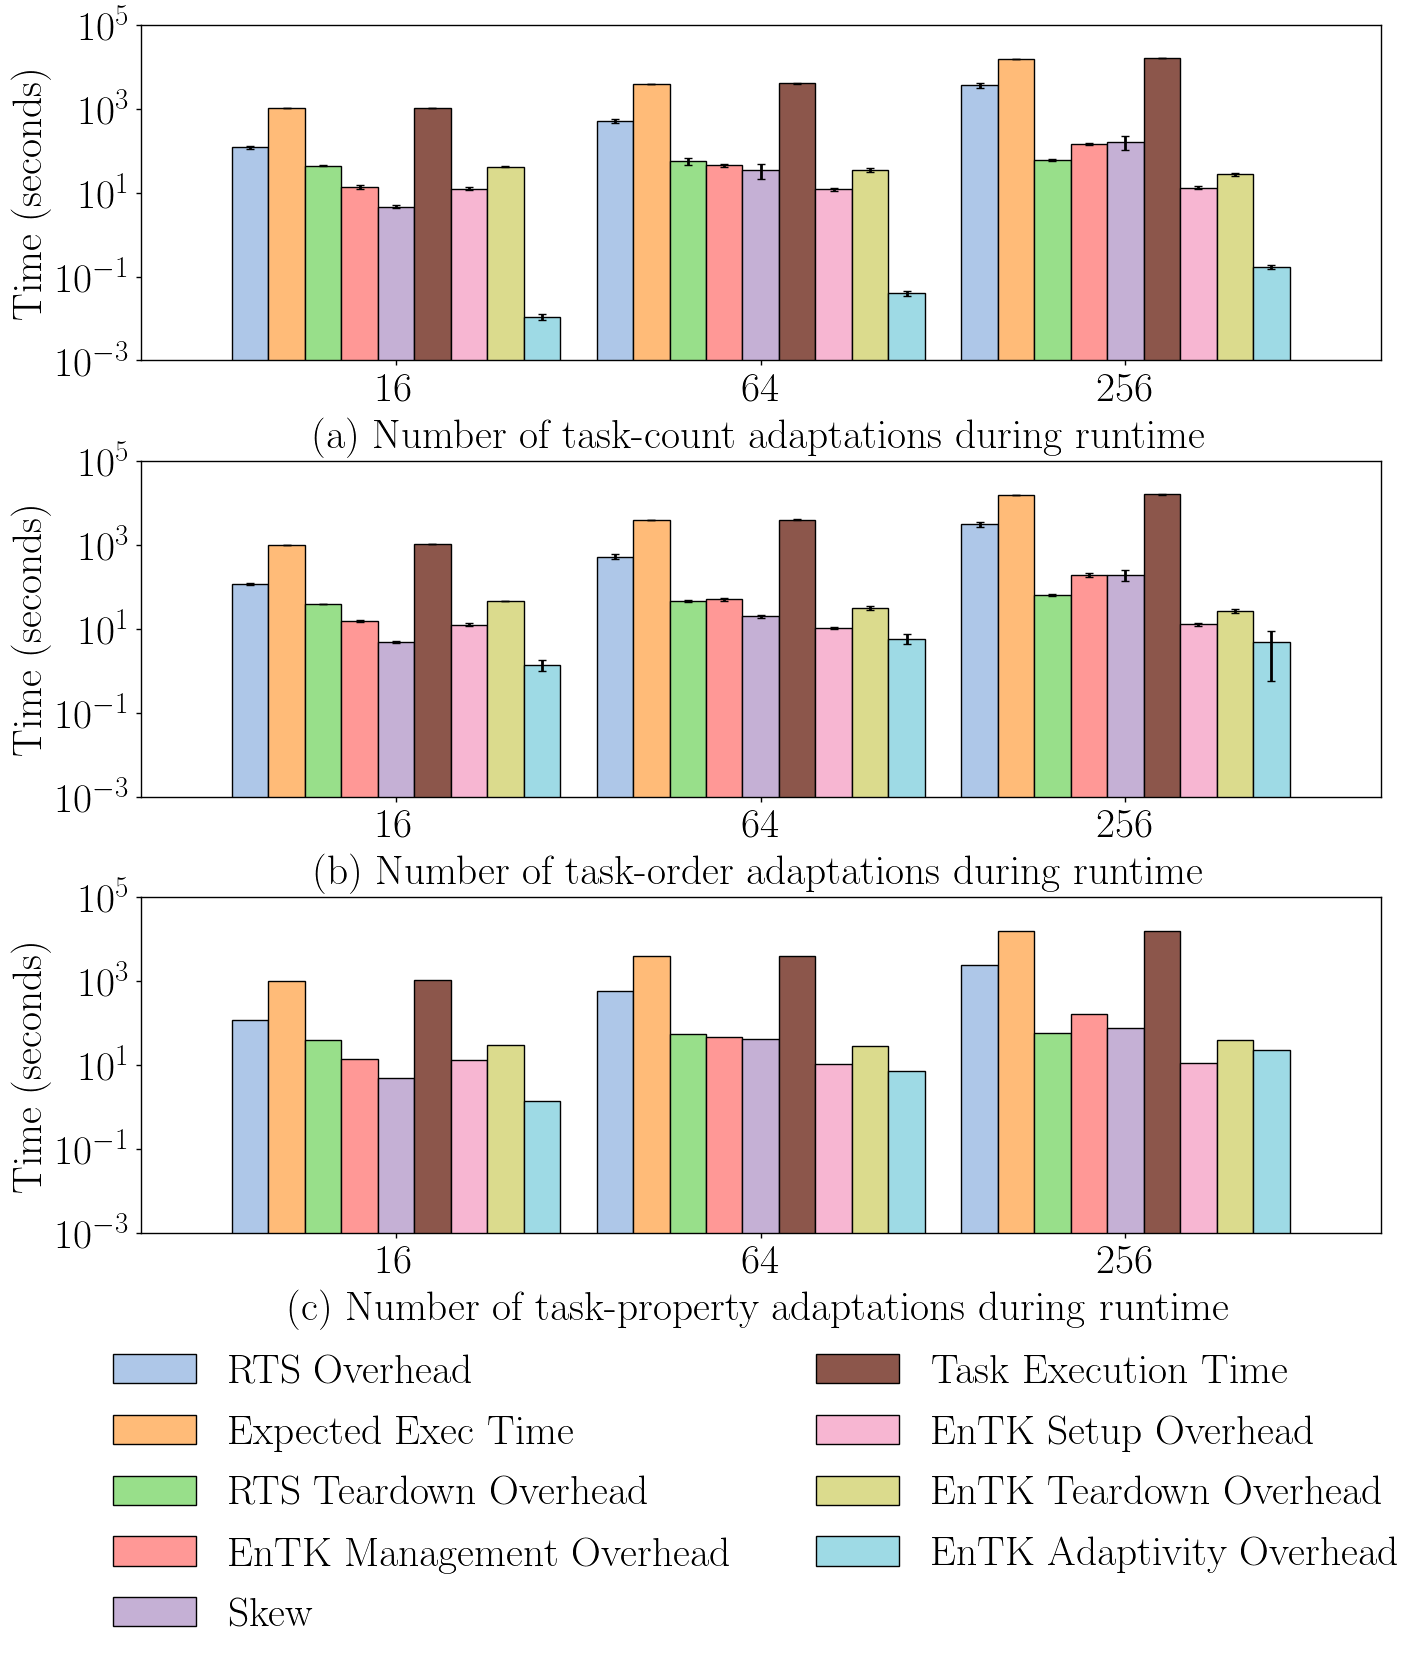 10^5
10^3
10^1
10^−1
10^−3
Time (seconds)
16 64 256
(a) Number of task-count adaptations during runtime
10^5
10^3
10^1
10^−1
10^−3
Time (seconds)
16 64 256
(b) Number of task-order adaptations during runtime
10^5
10^3
10^1
10^−1
10^−3
Time (seconds)
16 64 256
(c) Number of task-property adaptations during runtime
RTS Overhead
Expected Exec Time
RTS Teardown Overhead
EnTK Management Overhead
Skew
Task Execution Time
EnTK Setup Overhead
EnTK Teardown Overhead
EnTK Adaptivity Overhead